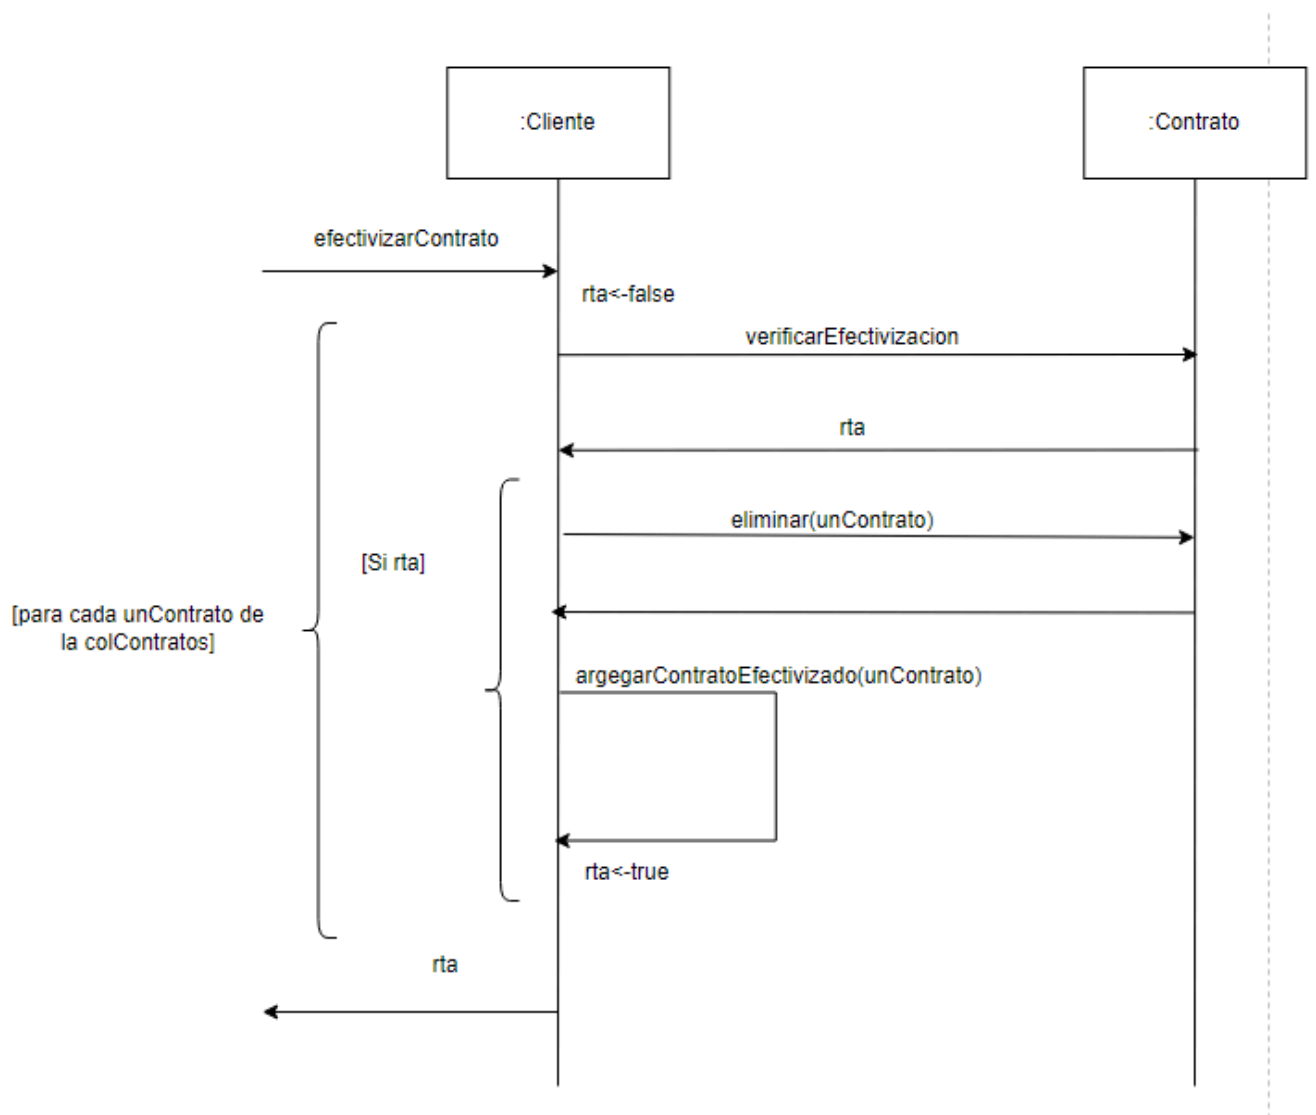 :Cliente
:Contrato
efectivizarContrato
rta<-false
verificarEfectivizacion
rta
eliminar(unContrato)
[Si rta]
[para cada unContrato de
la colContratos]
argegarContratoEfectivizado(unContrato)
rta<-true
rta